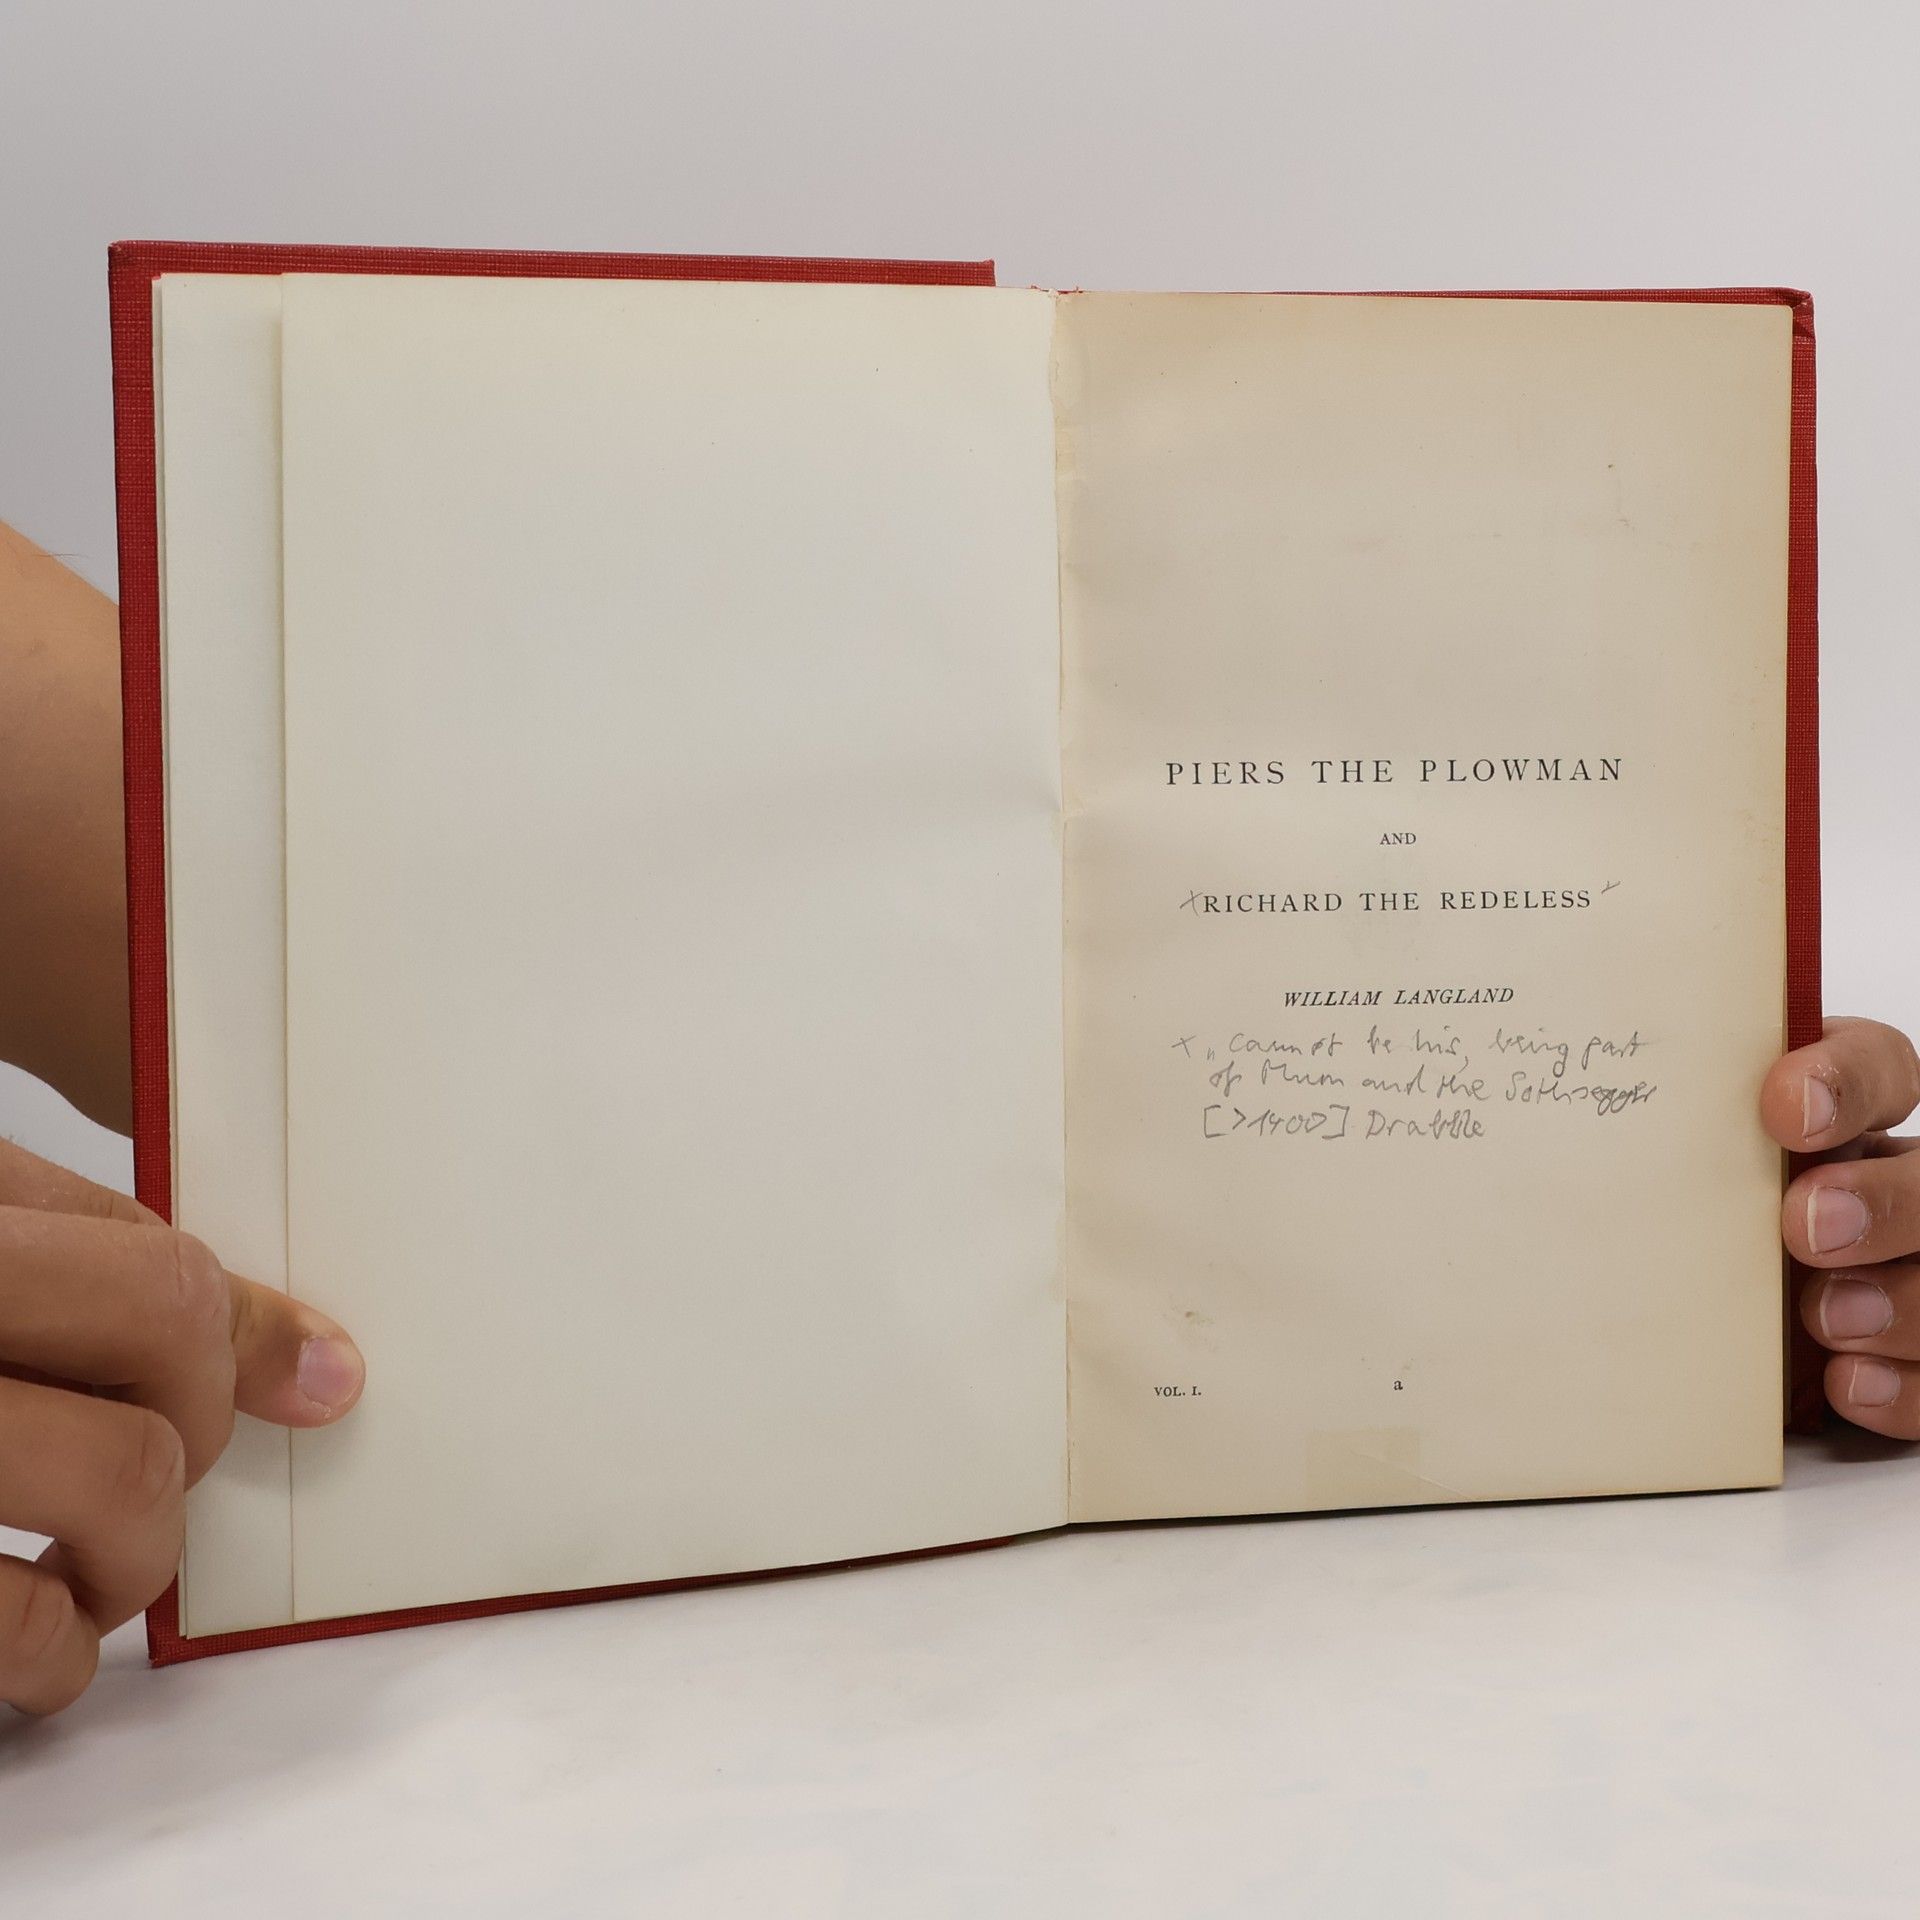 PIERS THE PLOWMAN
AND
×RICHARD THE REDELESS
WILLIAM LANGLAND
× „ cannot be his, being part
of Mum and the Sothsegger
[>1400] Drabble
VOL. I. a